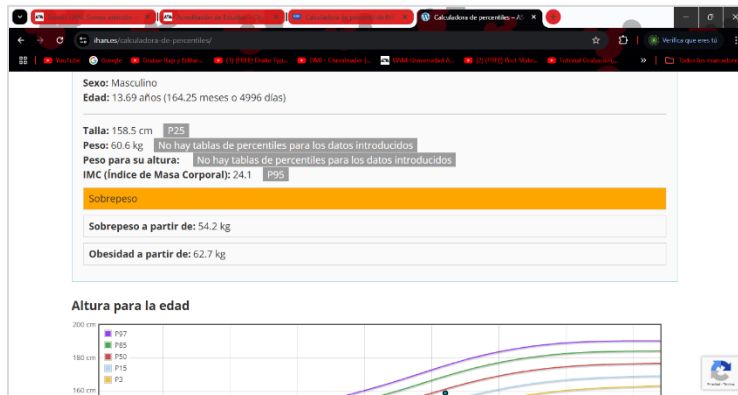 Calculadora de percentiles – AS
ihan.es/calculadora-de-percentiles/
Verifica que eres tú
YouTube
Google
Todos los marcadores
Sexo: Masculino
Edad: 13.69 años (164.25 meses o 4996 días)
Talla: 158.5 cm P25
Peso: 60.6 kg No hay tablas de percentiles para los datos introducidos
Peso para su altura: No hay tablas de percentiles para los datos introducidos
IMC (Índice de Masa Corporal): 24.1 P95
Sobrepeso
Sobrepeso a partir de: 54.2 kg
Obesidad a partir de: 62.7 kg
Altura para la edad
200 cm
P97
P85
180 cm
P50
P15
P3
160 cm